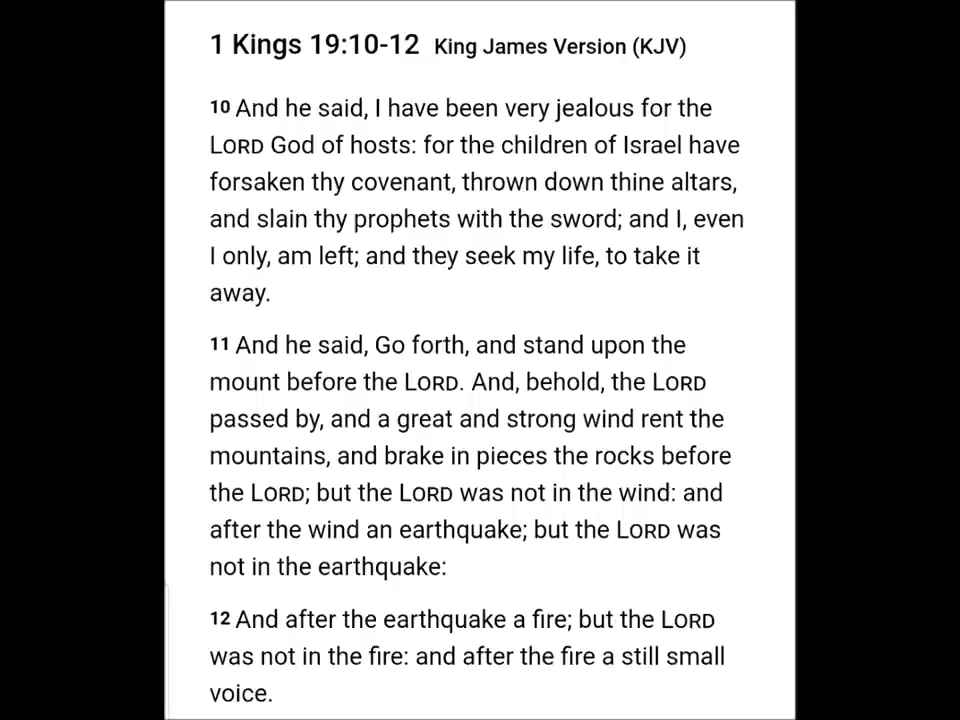 1 Kings 19:10-12 King James Version (KJV)
10 And he said, I have been very jealous for the
LORD God of hosts: for the children of Israel have
forsaken thy covenant, thrown down thine altars,
and slain thy prophets with the sword; and I, even
I only, am left; and they seek my life, to take it
away.
11 And he said, Go forth, and stand upon the
mount before the LORD. And, behold, the LORD
passed by, and a great and strong wind rent the
mountains, and brake in pieces the rocks before
the LORD; but the LORD was not in the wind: and
after the wind an earthquake; but the LORD was
not in the earthquake:
12 And after the earthquake a fire; but the LORD
was not in the fire: and after the fire a still small
voice.